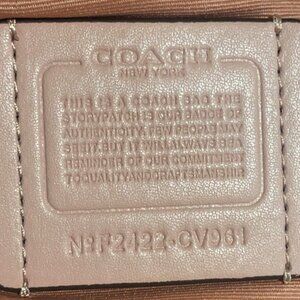 COACH
NEW YORK
THIS IS A COACH BAG. THE
STORYPATCH IS OUR BADGE OF
AUTHENTICITY. FEW PEOPLE MAY
SEE IT. BUT IT WILL ALWAYS BE A
REMINDER OF OUR COMMITMENT
TO QUALITY AND CRAFTSMANSHIP
Nº F2422-CV961